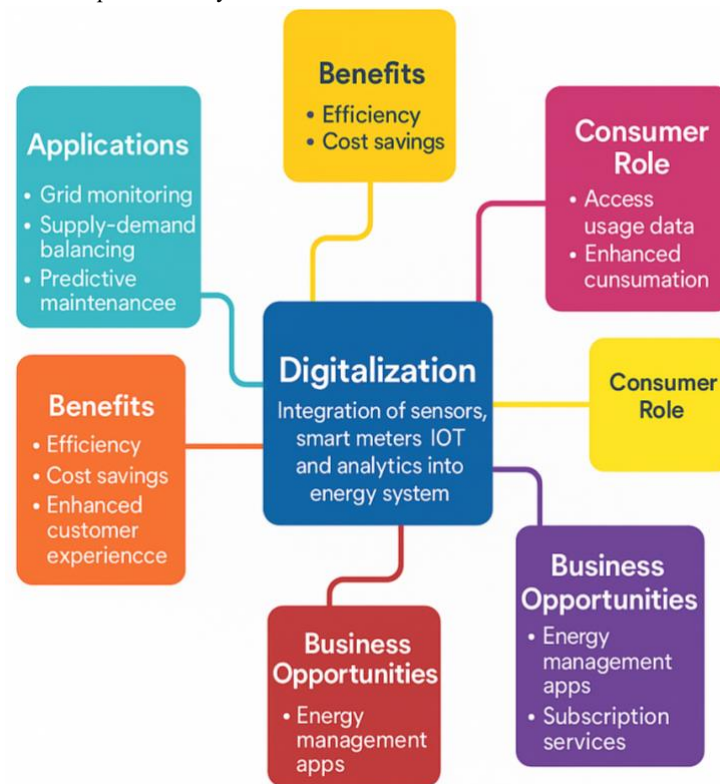 Benefits
• Efficiency
• Cost savings
Applications
• Grid monitoring
• Supply-demand
balancing
• Predictive
maintenancee
Consumer
Role
• Access
usage data
• Enhanced
cunsumation
Digitalization
Integration of sensors,
smart meters IOT
and analytics into
energy system
Benefits
• Efficiency
• Cost savings
• Enhanced
customer
experiencce
Consumer
Role
Business
Opportunities
• Energy
management
apps
Business
Opportunities
• Energy
management
apps
• Subscription
services